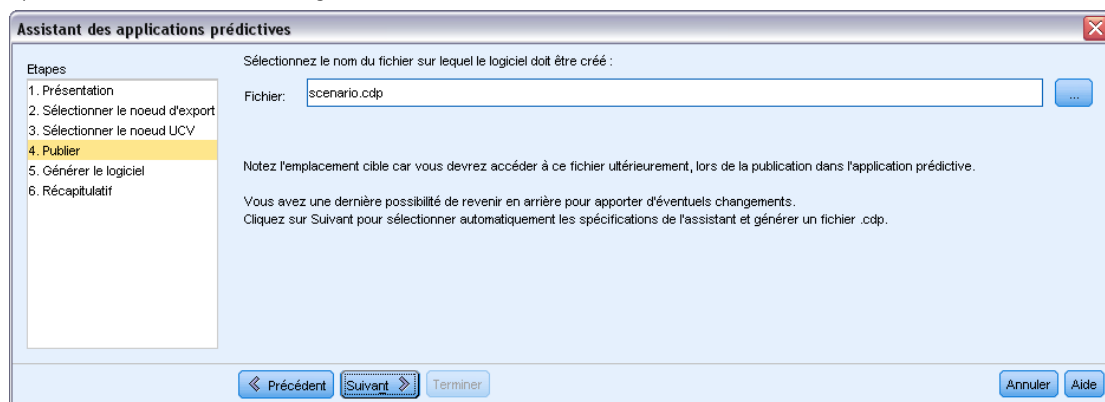 Assistant des applications prédictives
Etapes
1. Présentation
2. Sélectionner le noeud d'export
3. Sélectionner le noeud UCV
4. Publier
5. Générer le logiciel
6. Récapitulatif
Sélectionnez le nom du fichier sur lequel le logiciel doit être créé :
Fichier: scenario.cdp ...
Notez l'emplacement cible car vous devrez accéder à ce fichier ultérieurement, lors de la publication dans l'application prédictive.
Vous avez une dernière possibilité de revenir en arrière pour apporter d'éventuels changements.
Cliquez sur Suivant pour sélectionner automatiquement les spécifications de l'assistant et générer un fichier .cdp.
Précédent Suivant Terminer Annuler Aide